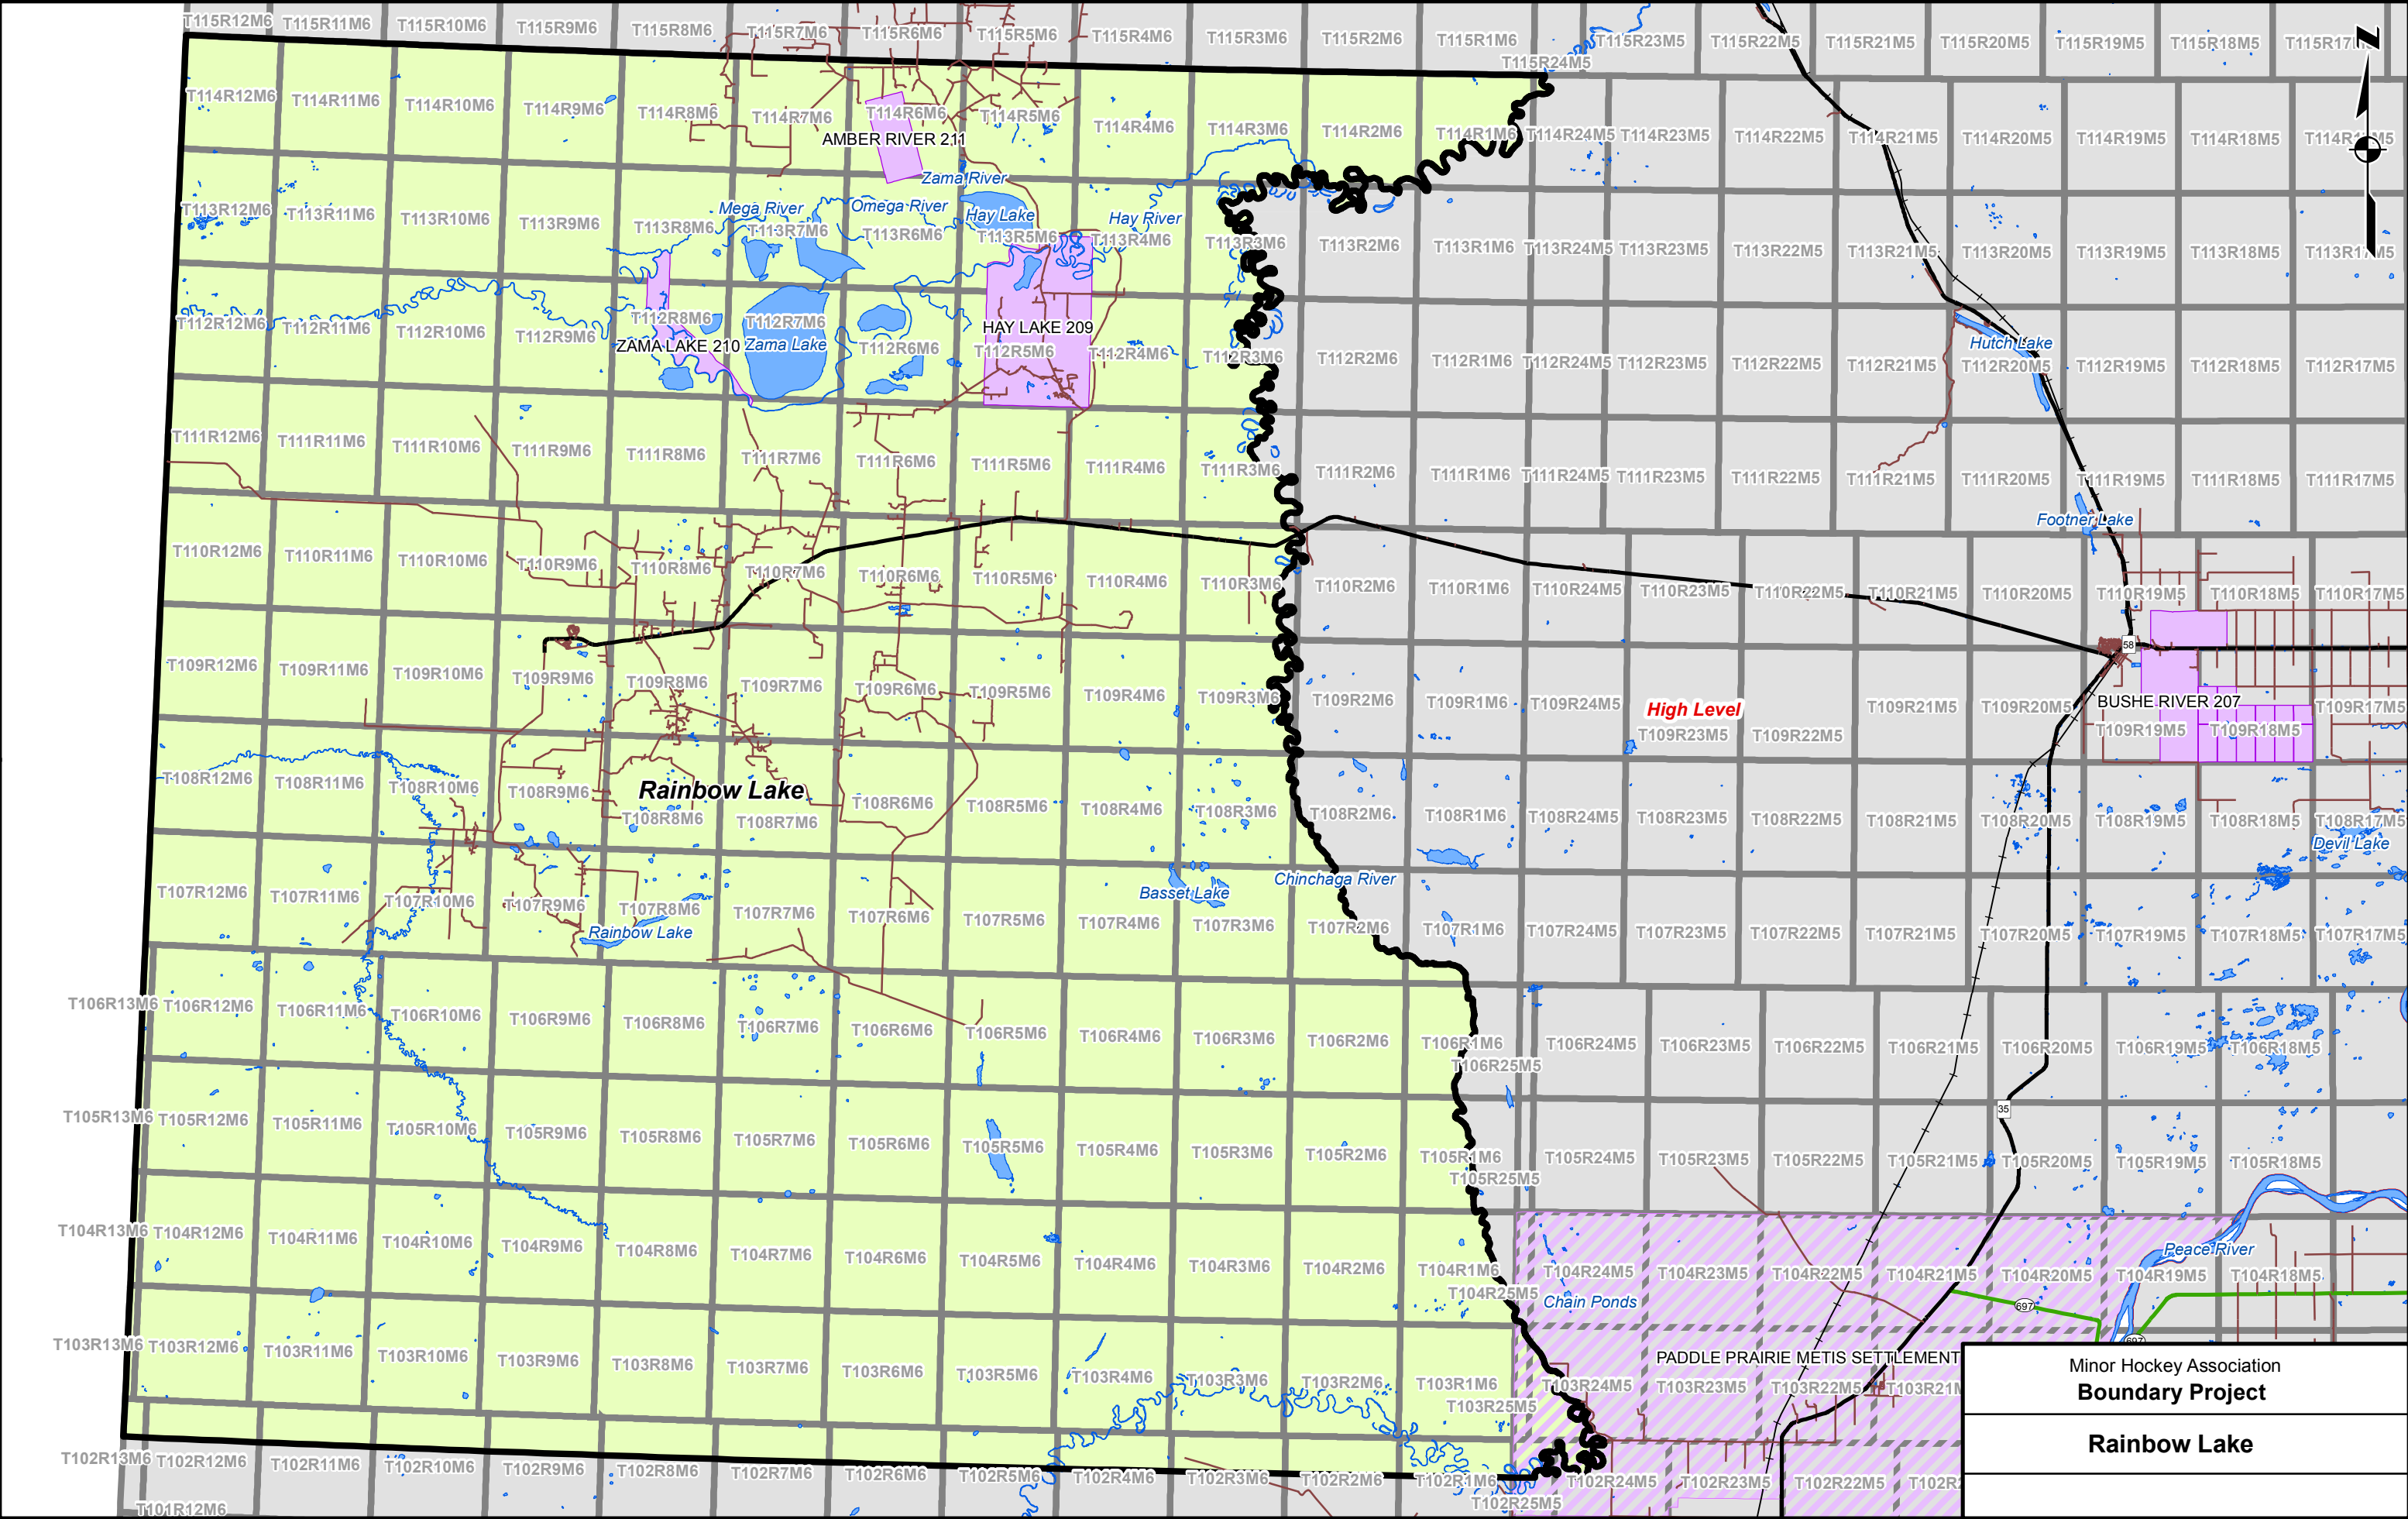 T115R12M6 T115R11M6 T115R10M6 T115R9M6 T115R8M6 T115R7M6 T115R6M6 T115R5M6 T115R4M6 T115R3M6 T115R2M6 T115R1M6 T115R23M5 T115R22M5 T115R21M5 T115R20M5 T115R19M5 T115R18M5
T115R24M5
N
T114R12M6 T114R11M6 T114R10M6 T114R9M6 T114R8M6 T114R7M6 T114R6M6 T114R5M6 T114R4M6 T114R3M6 T114R2M6 T114R1M6 T114R24M5 T114R23M5 T114R22M5 T114R21M5 T114R20M5 T114R19M5 T114R18M5
AMBER RIVER 211
Zama River
Mega River Omega River Hay Lake Hay River
T113R12M6 T113R11M6 T113R10M6 T113R9M6 T113R8M6 T113R7M6 T113R6M6 T113R5M6 T113R4M6 T113R3M6 T113R2M6 T113R1M6 T113R24M5 T113R23M5 T113R22M5 T113R21M5 T113R20M5 T113R19M5 T113R18M5 T113R17M5
T112R12M6 T112R11M6 T112R10M6 T112R9M6 T112R8M6 T112R7M6 T112R6M6 T112R5M6 T112R4M6 T112R3M6 T112R2M6 T112R1M6 T112R24M5 T112R23M5 T112R22M5 T112R21M5 T112R20M5 T112R19M5 T112R18M5 T112R17M5
HAY LAKE 209
ZAMA LAKE 210 Zama Lake
Hutch Lake
T111R12M6 T111R11M6 T111R10M6 T111R9M6 T111R8M6 T111R7M6 T111R6M6 T111R5M6 T111R4M6 T111R3M6 T111R2M6 T111R1M6 T111R24M5 T111R23M5 T111R22M5 T111R21M5 T111R20M5 T111R19M5 T111R18M5 T111R17M5
Footner Lake
T110R12M6 T110R11M6 T110R10M6 T110R9M6 T110R8M6 T110R7M6 T110R6M6 T110R5M6 T110R4M6 T110R3M6 T110R2M6 T110R1M6 T110R24M5 T110R23M5 T110R22M5 T110R21M5 T110R20M5 T110R19M5 T110R18M5 T110R17M5
58
T109R12M6 T109R11M6 T109R10M6 T109R9M6 T109R8M6 T109R7M6 T109R6M6 T109R5M6 T109R4M6 T109R3M6 T109R2M6 T109R1M6 T109R24M5 T109R23M5 T109R22M5 T109R21M5 T109R20M5 T109R19M5 T109R18M5 T109R17M5
High Level
BUSHE RIVER 207
Rainbow Lake
T108R12M6 T108R11M6 T108R10M6 T108R9M6 T108R8M6 T108R7M6 T108R6M6 T108R5M6 T108R4M6 T108R3M6 T108R2M6 T108R1M6 T108R24M5 T108R23M5 T108R22M5 T108R21M5 T108R20M5 T108R19M5 T108R18M5 T108R17M5
Devil Lake
Basset Lake Chinchaga River
T107R12M6 T107R11M6 T107R10M6 T107R9M6 T107R8M6 T107R7M6 T107R6M6 T107R5M6 T107R4M6 T107R3M6 T107R2M6 T107R1M6 T107R24M5 T107R23M5 T107R22M5 T107R21M5 T107R20M5 T107R19M5 T107R18M5 T107R17M5
Rainbow Lake
T106R13M6 T106R12M6 T106R11M6 T106R10M6 T106R9M6 T106R8M6 T106R7M6 T106R6M6 T106R5M6 T106R4M6 T106R3M6 T106R2M6 T106R1M6 T106R24M5 T106R23M5 T106R22M5 T106R21M5 T106R20M5 T106R19M5 T106R18M5
T106R25M5
35
T105R13M6 T105R12M6 T105R11M6 T105R10M6 T105R9M6 T105R8M6 T105R7M6 T105R6M6 T105R5M6 T105R4M6 T105R3M6 T105R2M6 T105R1M6 T105R24M5 T105R23M5 T105R22M5 T105R21M5 T105R20M5 T105R19M5 T105R18M5
T105R25M5
Peace River
T104R13M6 T104R12M6 T104R11M6 T104R10M6 T104R9M6 T104R8M6 T104R7M6 T104R6M6 T104R5M6 T104R4M6 T104R3M6 T104R2M6 T104R1M6 T104R24M5 T104R23M5 T104R22M5 T104R21M5 T104R20M5 T104R19M5 T104R18M5
T104R25M5
Chain Ponds
697
697
PADDLE PRAIRIE METIS SETTLEMENT
T103R13M6 T103R12M6 T103R11M6 T103R10M6 T103R9M6 T103R8M6 T103R7M6 T103R6M6 T103R5M6 T103R4M6 T103R3M6 T103R2M6 T103R1M6 T103R24M5 T103R23M5 T103R22M5
T103R25M5
T102R13M6 T102R12M6 T102R11M6 T102R10M6 T102R9M6 T102R8M6 T102R7M6 T102R6M6 T102R5M6 T102R4M6 T102R3M6 T102R2M6 T102R1M6 T102R24M5 T102R23M5 T102R22M5
T102R25M5
T101R12M6
Minor Hockey Association
Boundary Project
Rainbow Lake